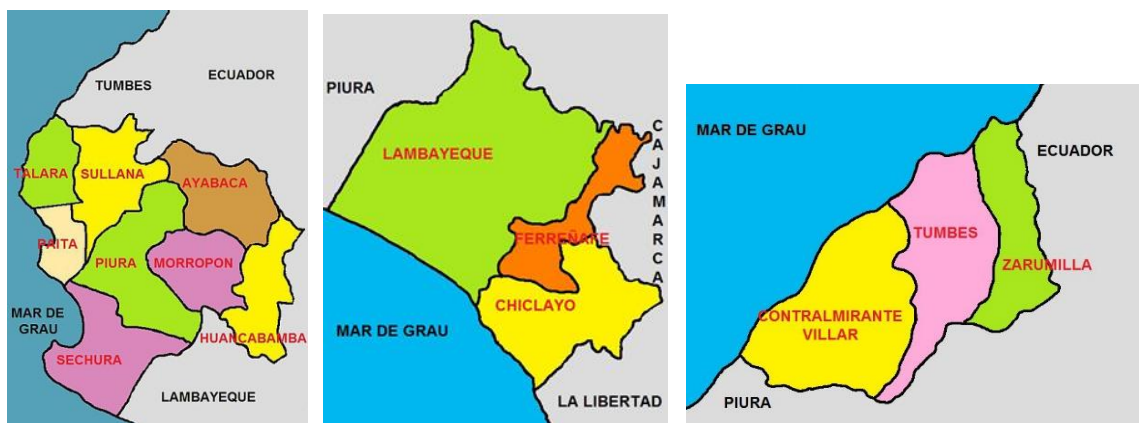 TUMBES
ECUADOR
TALARA
SULLANA
AYABACA
PAITA
PIURA
MORROPON
MAR DE
GRAU
HUANCABAMBA
SECHURA
LAMBAYEQUE
PIURA
LAMBAYEQUE
CAJAMARCA
FERREÑAFE
CHICLAYO
MAR DE GRAU
LA LIBERTAD
MAR DE GRAU
ECUADOR
TUMBES
ZARUMILLA
CONTRALMIRANTE
VILLAR
PIURA